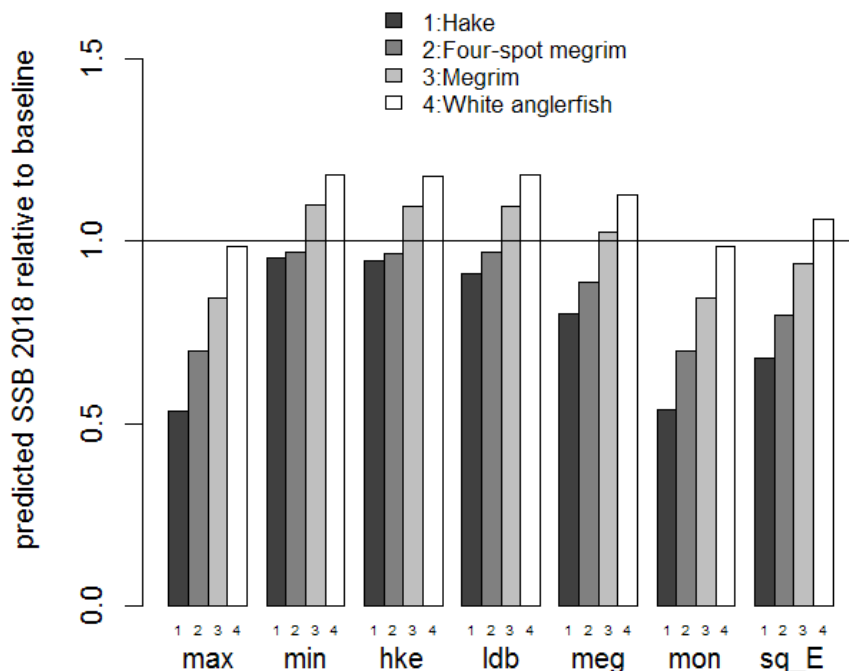 1:Hake
2:Four-spot megrim
3:Megrim
4:White anglerfish
predicted SSB 2018 relative to baseline
1.5
1.0
0.5
0.0
1 2 3 4 1 2 3 4 1 2 3 4 1 2 3 4 1 2 3 4 1 2 3 4 1 2 3 4
max min hke ldb meg mon sq_E